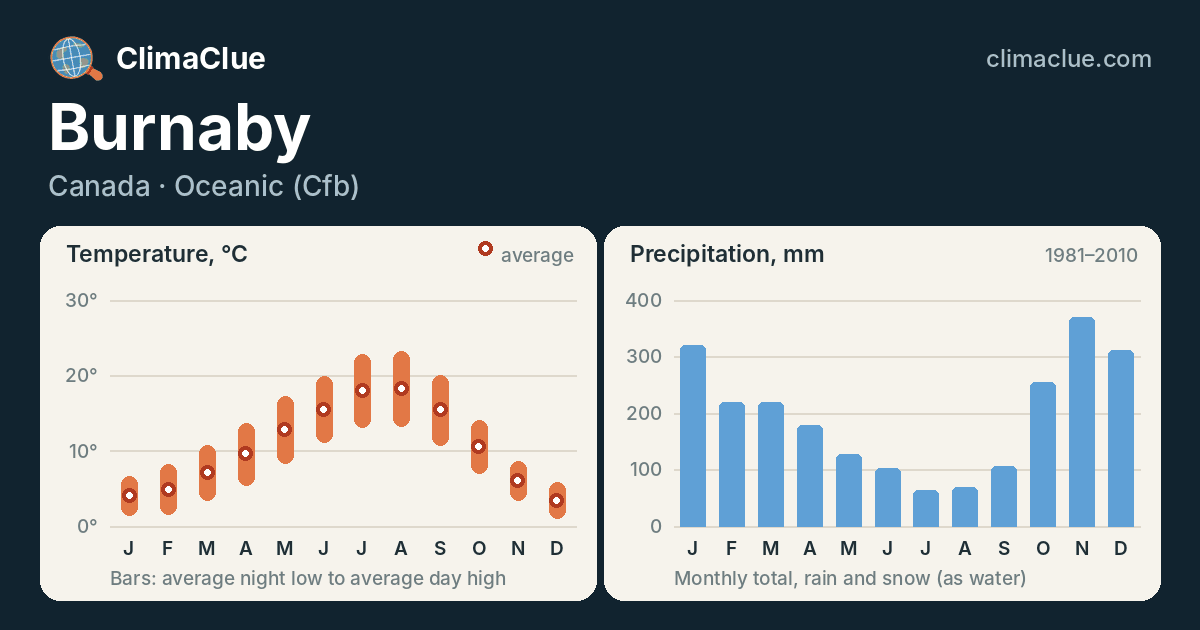 ClimaClue
climaclue.com
Burnaby
Canada · Oceanic (Cfb)
Temperature, °C
average
30°
20°
10°
0°
J F M A M J J A S O N D
Bars: average night low to average day high
Precipitation, mm
1981–2010
400
300
200
100
0
J F M A M J J A S O N D
Monthly total, rain and snow (as water)